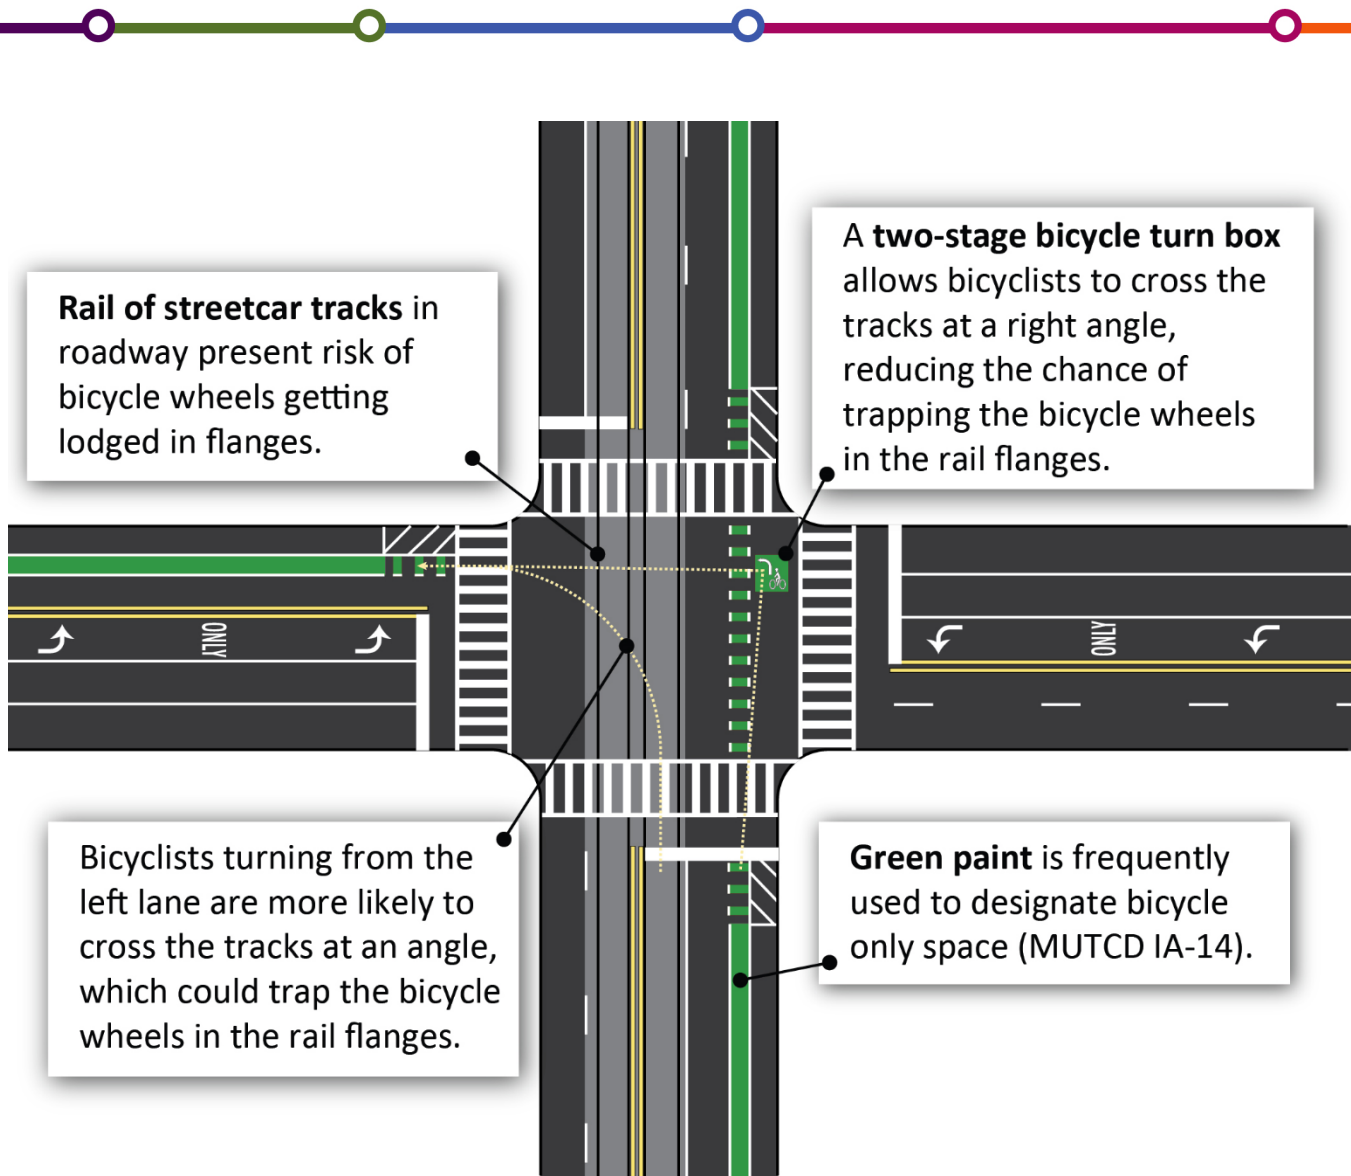 Rail of streetcar tracks in
roadway present risk of
bicycle wheels getting
lodged in flanges.
A two-stage bicycle turn box
allows bicyclists to cross the
tracks at a right angle,
reducing the chance of
trapping the bicycle wheels
in the rail flanges.
ONLY
ONLY
Bicyclists turning from the
left lane are more likely to
cross the tracks at an angle,
which could trap the bicycle
wheels in the rail flanges.
Green paint is frequently
used to designate bicycle
only space (MUTCD IA-14).